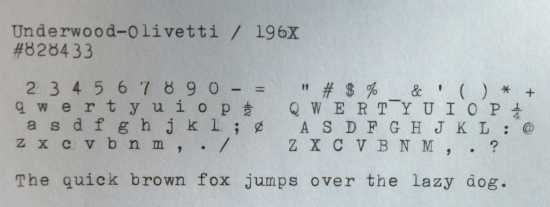 Underwood-Olivetti / 196X
#828433
2 3 4 5 6 7 8 9 0 - = " # $ % _ & ' ( ) * +
q w e r t y u i o p ½ Q W E R T Y U I O P ¼
a s d f g h j k l ; ¢ A S D F G H J K L : @
z x c v b n m , . / Z X C V B N M , . ?
The quick brown fox jumps over the lazy dog.